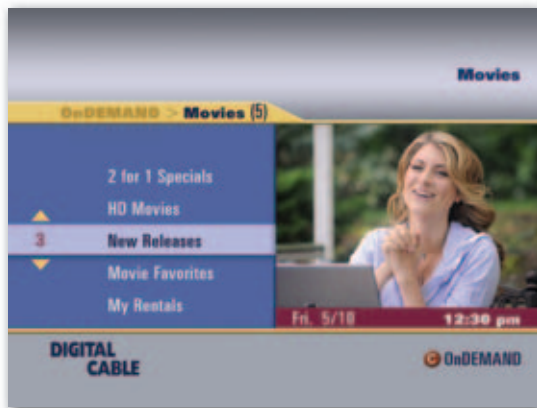 Movies
OnDEMAND > Movies (5)
2 for 1 Specials
HD Movies
3 New Releases
Movie Favorites
My Rentals
Fri. 5/18 12:30 pm
DIGITAL
CABLE
OnDEMAND